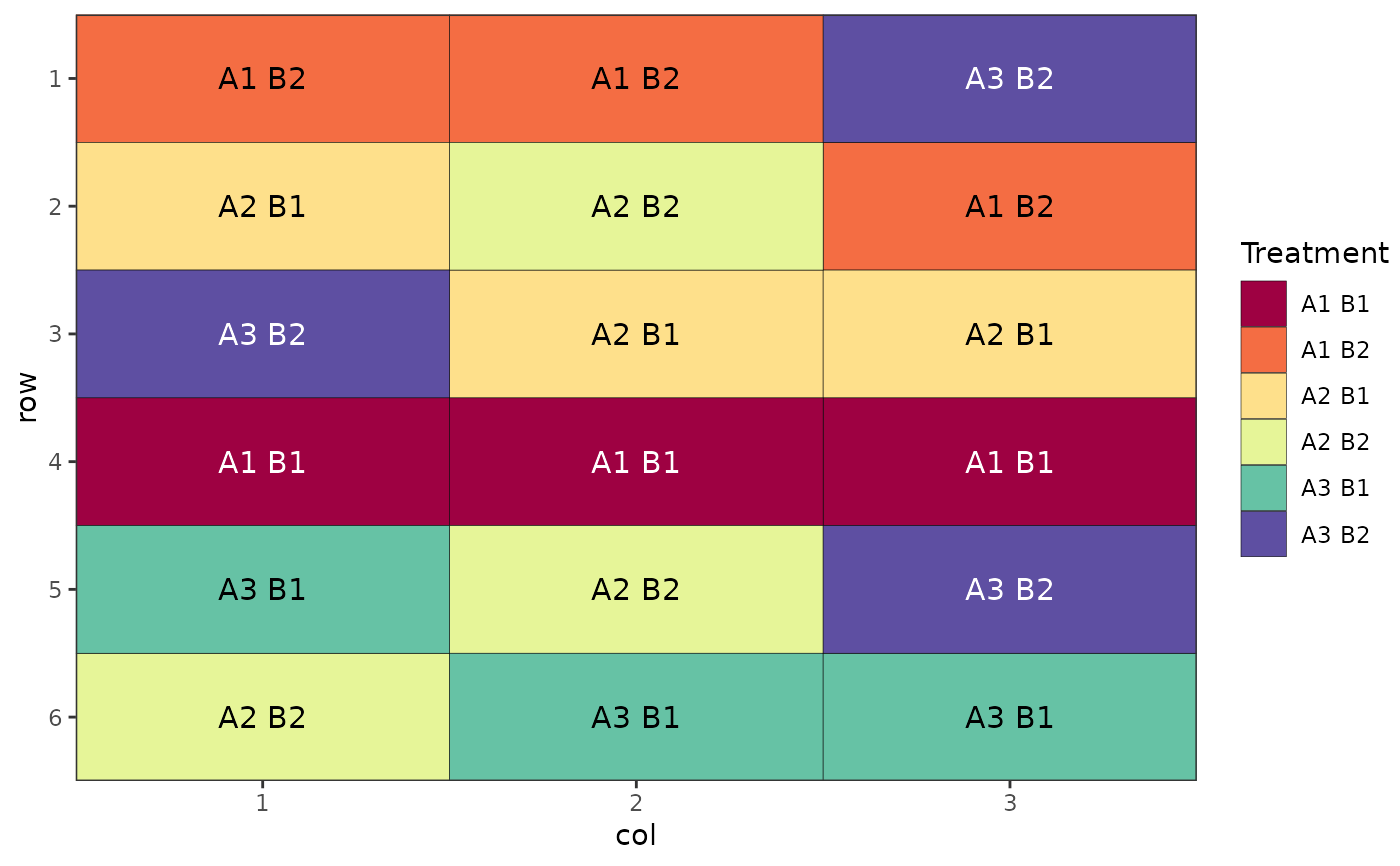 1 A1 B2 A1 B2 A3 B2
2 A2 B1 A2 B2 A1 B2
3 A3 B2 A2 B1 A2 B1
4 A1 B1 A1 B1 A1 B1
5 A3 B1 A2 B2 A3 B2
6 A2 B2 A3 B1 A3 B1
row
1 2 3
col
Treatment
A1 B1
A1 B2
A2 B1
A2 B2
A3 B1
A3 B2